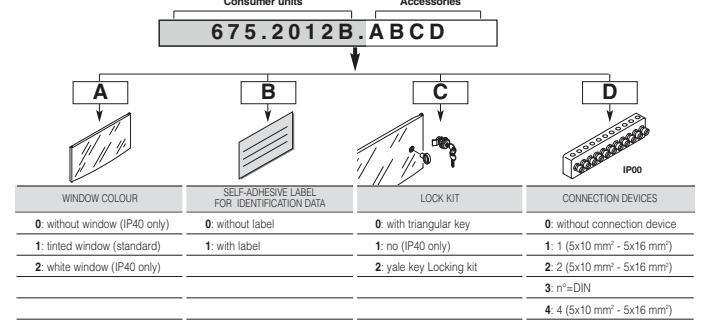 Consumer units Accessories
675.2012B.ABCD
A B C D
IP00
WINDOW COLOUR
SELF-ADHESIVE LABEL
FOR IDENTIFICATION DATA
LOCK KIT
CONNECTION DEVICES
0: without window (IP40 only) 0: without label 0: with triangular key 0: without connection device
1: tinted window (standard) 1: with label 1: no (IP40 only) 1: 1 (5x10 mm² - 5x16 mm²)
2: white window (IP40 only) 2: yale key Locking kit 2: 2 (5x10 mm² - 5x16 mm²)
3: n°=DIN
4: 4 (5x10 mm² - 5x16 mm²)